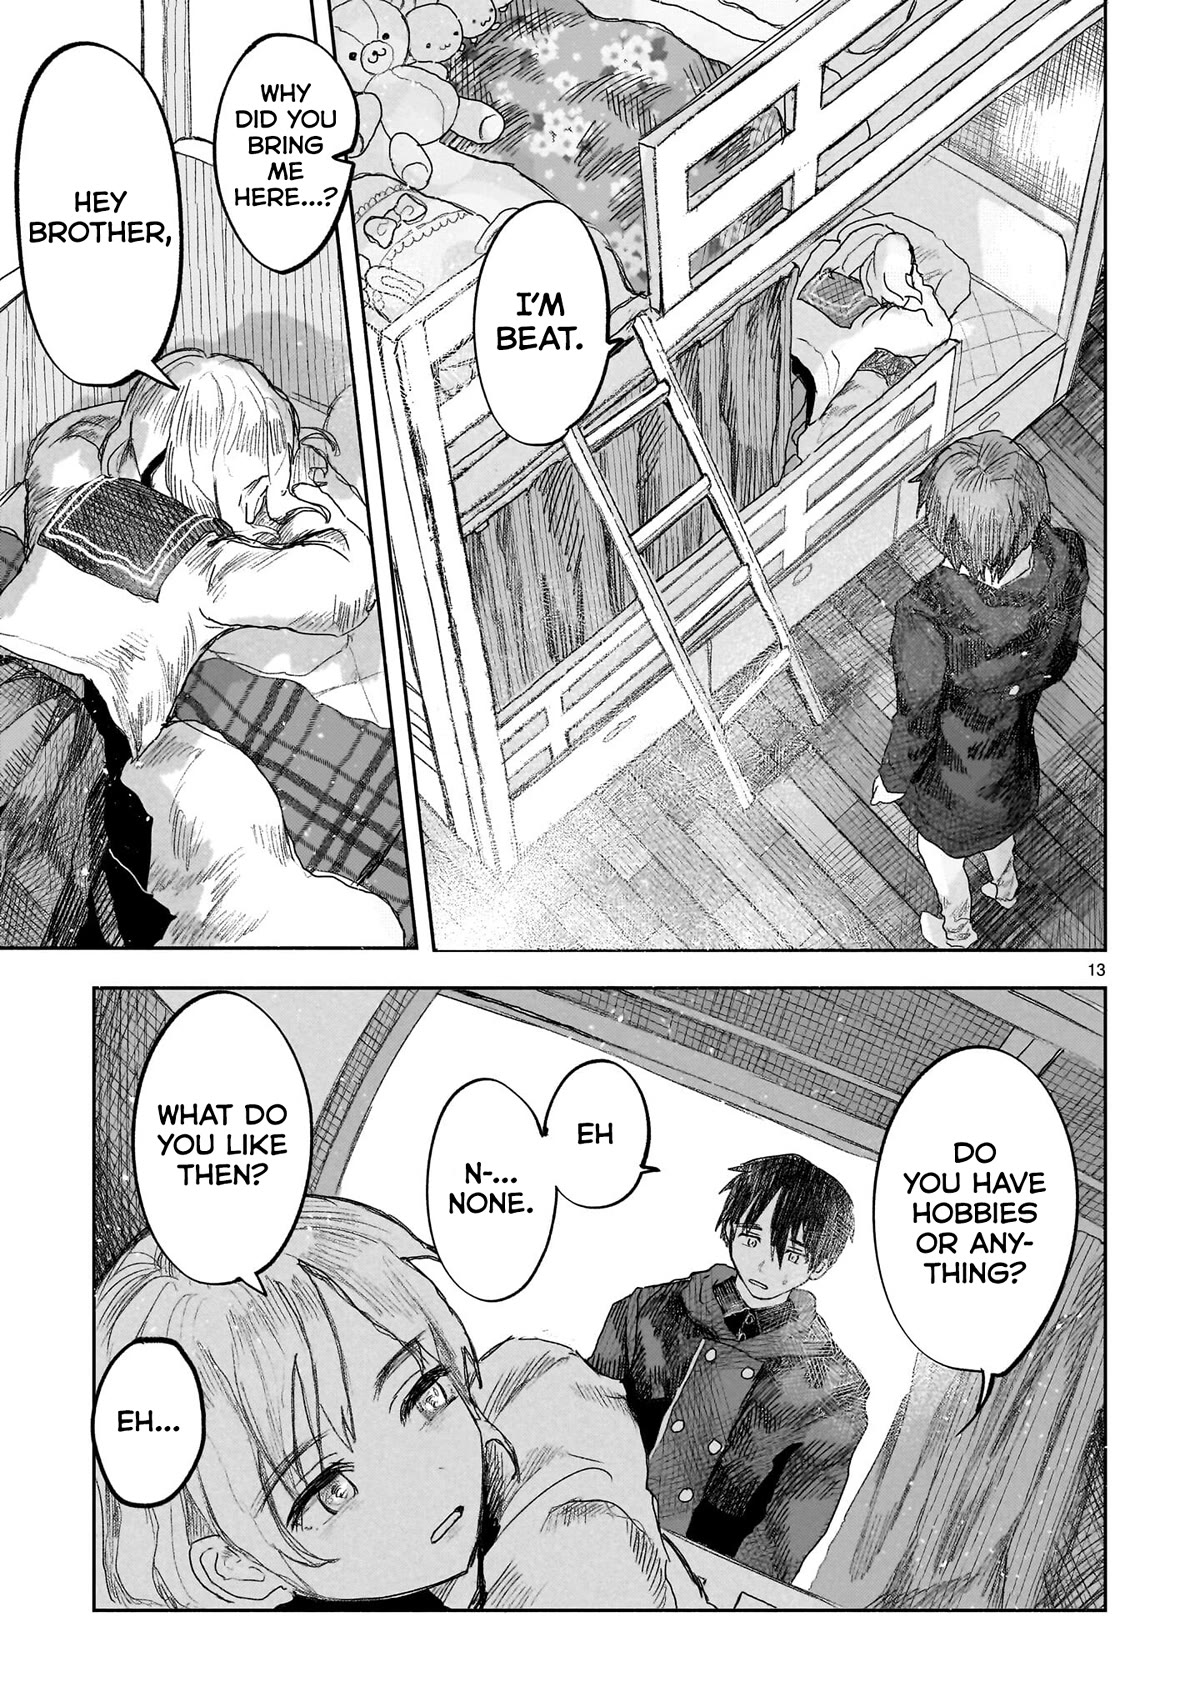 I'M
BEAT.
WHY
DID YOU
BRING
ME
HERE...?
HEY
BROTHER,
13
DO
YOU HAVE
HOBBIES
OR ANY-
THING?
EH
N-...
NONE.
WHAT DO
YOU LIKE
THEN?
EH...